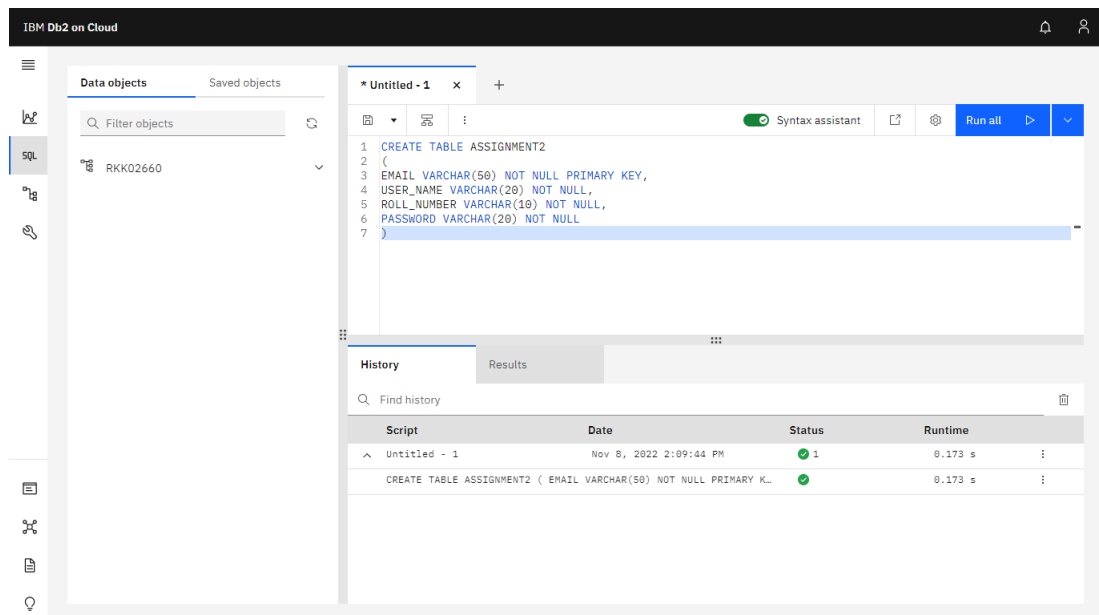 IBM Db2 on Cloud
Data objects
Saved objects
* Untitled - 1
Filter objects
Syntax assistant
Run all
SQL
RKK02660
1 CREATE TABLE ASSIGNMENT2
2 (
3 EMAIL VARCHAR(50) NOT NULL PRIMARY KEY,
4 USER_NAME VARCHAR(20) NOT NULL,
5 ROLL_NUMBER VARCHAR(10) NOT NULL,
6 PASSWORD VARCHAR(20) NOT NULL
7 )
History
Results
Find history
Script Date Status Runtime
Untitled - 1 Nov 8, 2022 2:09:44 PM 1 0.173 s
CREATE TABLE ASSIGNMENT2 ( EMAIL VARCHAR(50) NOT NULL PRIMARY K… 0.173 s